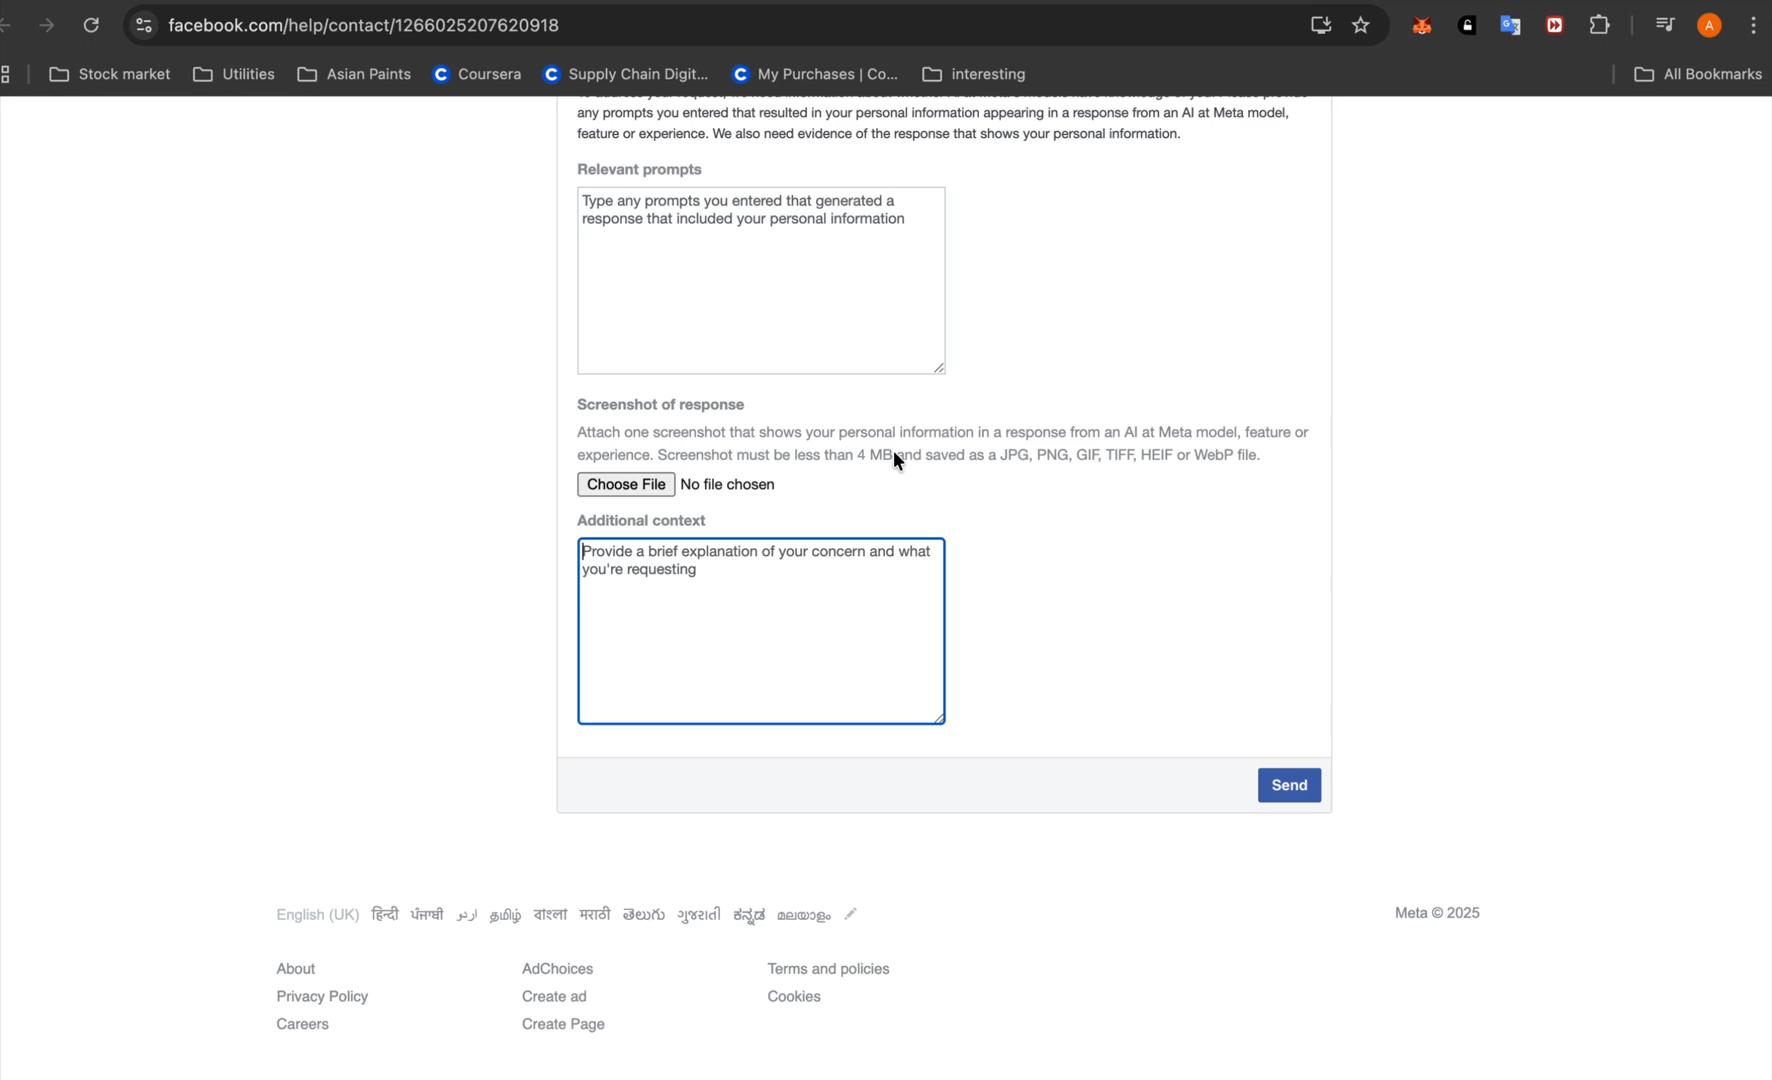 facebook.com/help/contact/1266025207620918
A
Stock market
Utilities
Asian Paints
Coursera
Supply Chain Digit...
My Purchases | Co...
interesting
All Bookmarks
any prompts you entered that resulted in your personal information appearing in a response from an AI at Meta model,
feature or experience. We also need evidence of the response that shows your personal information.
Relevant prompts
Type any prompts you entered that generated a
response that included your personal information
Screenshot of response
Attach one screenshot that shows your personal information in a response from an AI at Meta model, feature or
experience. Screenshot must be less than 4 MB and saved as a JPG, PNG, GIF, TIFF, HEIF or WebP file.
Choose File No file chosen
Additional context
Provide a brief explanation of your concern and what
you're requesting
Send
English (UK) हिन्दी ਪੰਜਾਬੀ اردو தமிழ் বাংলা मराठी తెలుగు ગુજરાતી ಕನ್ನಡ മലയാളം
Meta © 2025
About
AdChoices
Terms and policies
Privacy Policy
Create ad
Cookies
Careers
Create Page